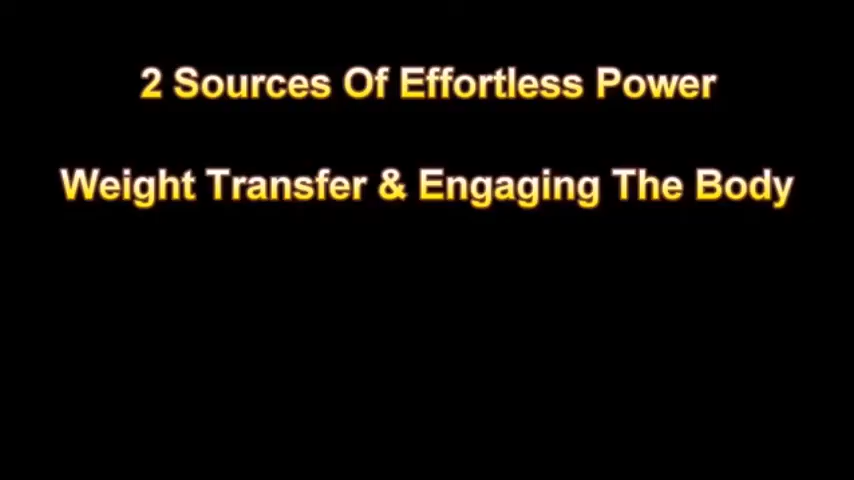 2 Sources Of Effortless Power
Weight Transfer & Engaging The Body